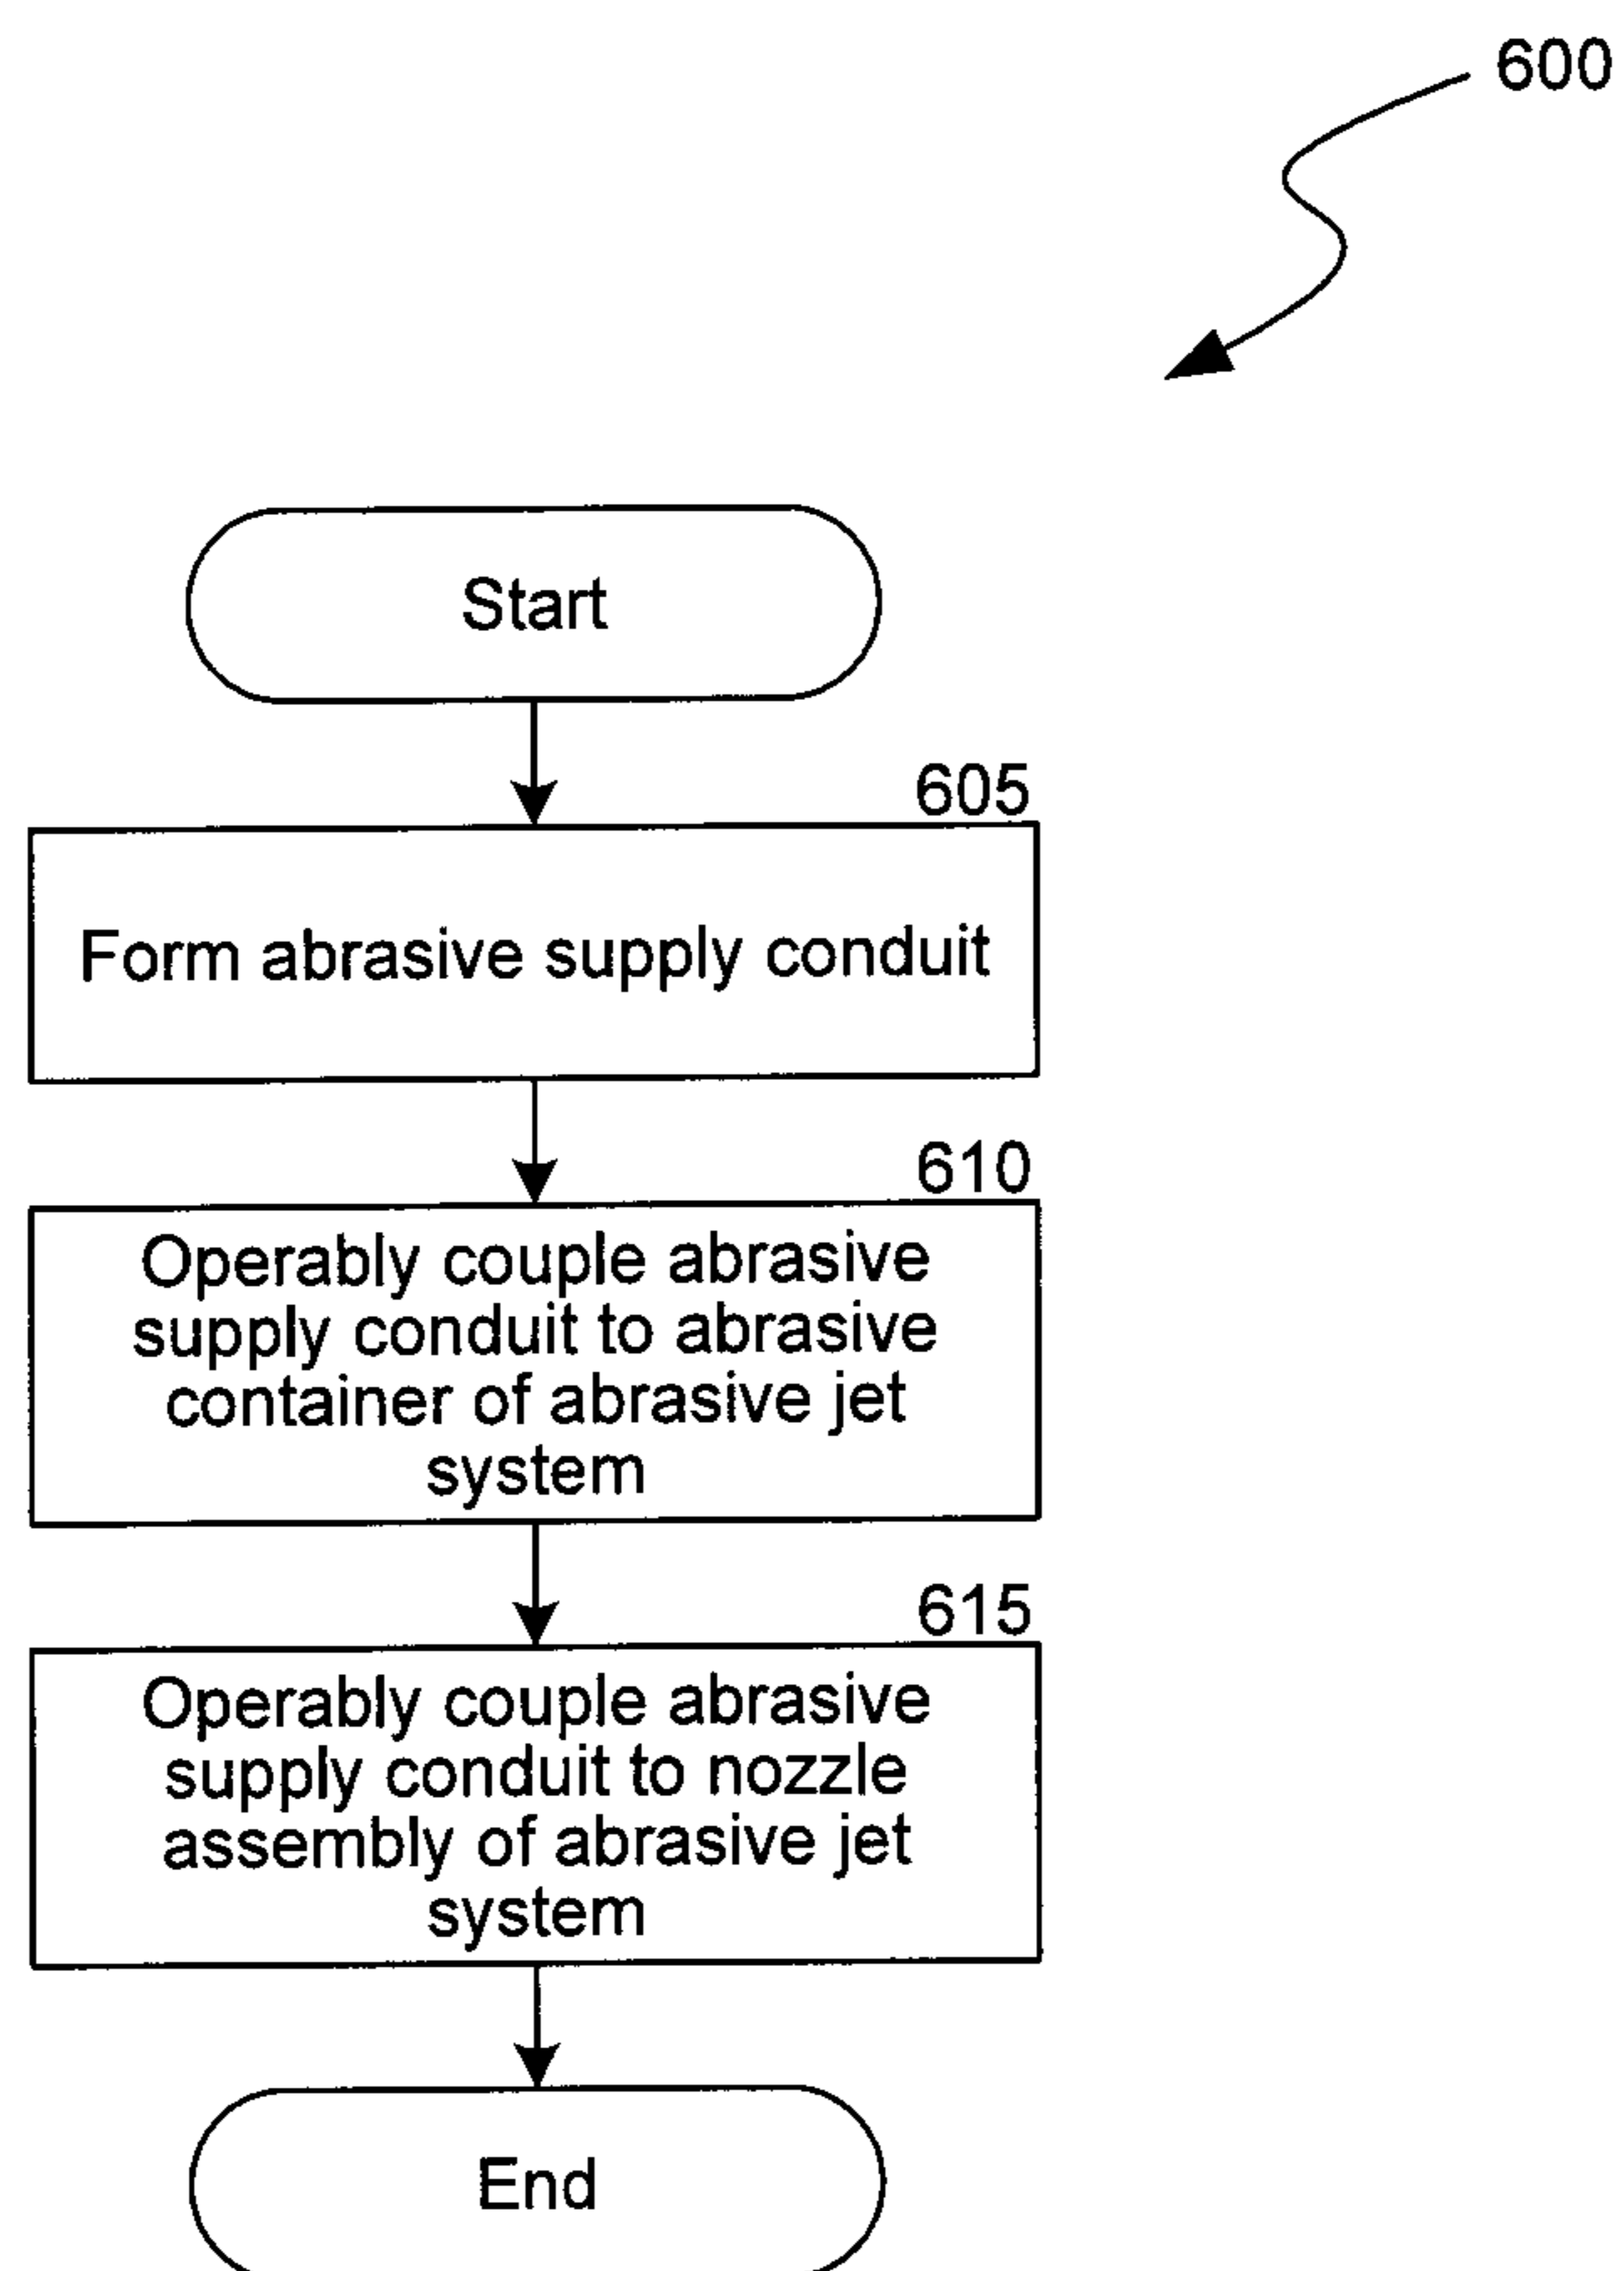 600
Start
605
Form abrasive supply conduit
610
Operably couple abrasive
supply conduit to abrasive
container of abrasive jet
system
615
Operably couple abrasive
supply conduit to nozzle
assembly of abrasive jet
system
End